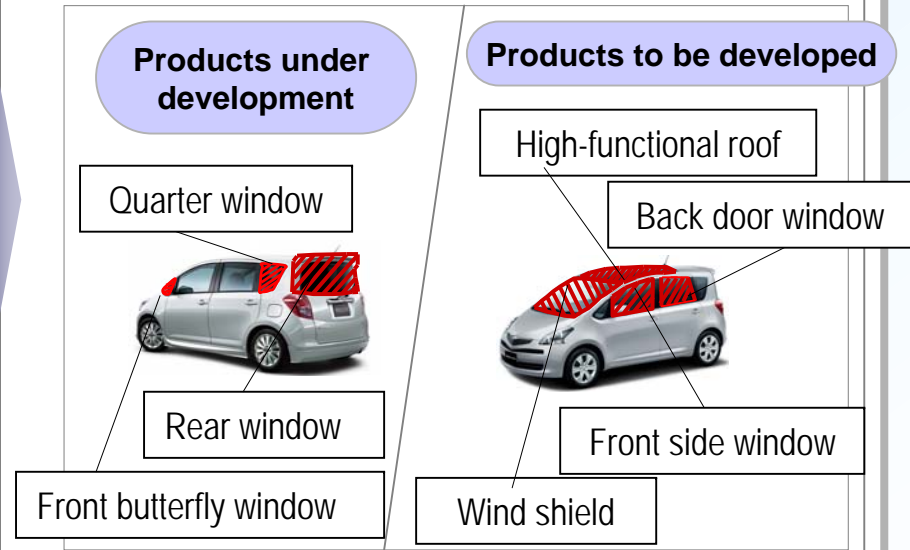 Products under
development
Quarter window
Rear window
Front butterfly window
Products to be developed
High-functional roof
Back door window
Front side window
Wind shield